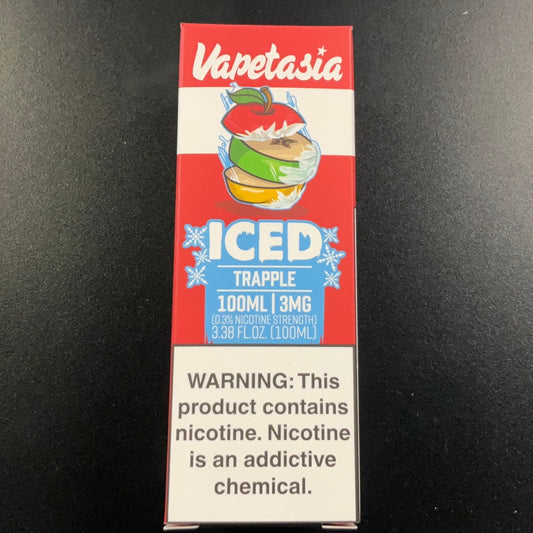 Vapetasia
ICED
TRAPPLE
100ML | 3MG
(0.3% NICOTINE STRENGTH)
3.38 FL.OZ. (100ML)
WARNING: This
product contains
nicotine. Nicotine
is an addictive
chemical.